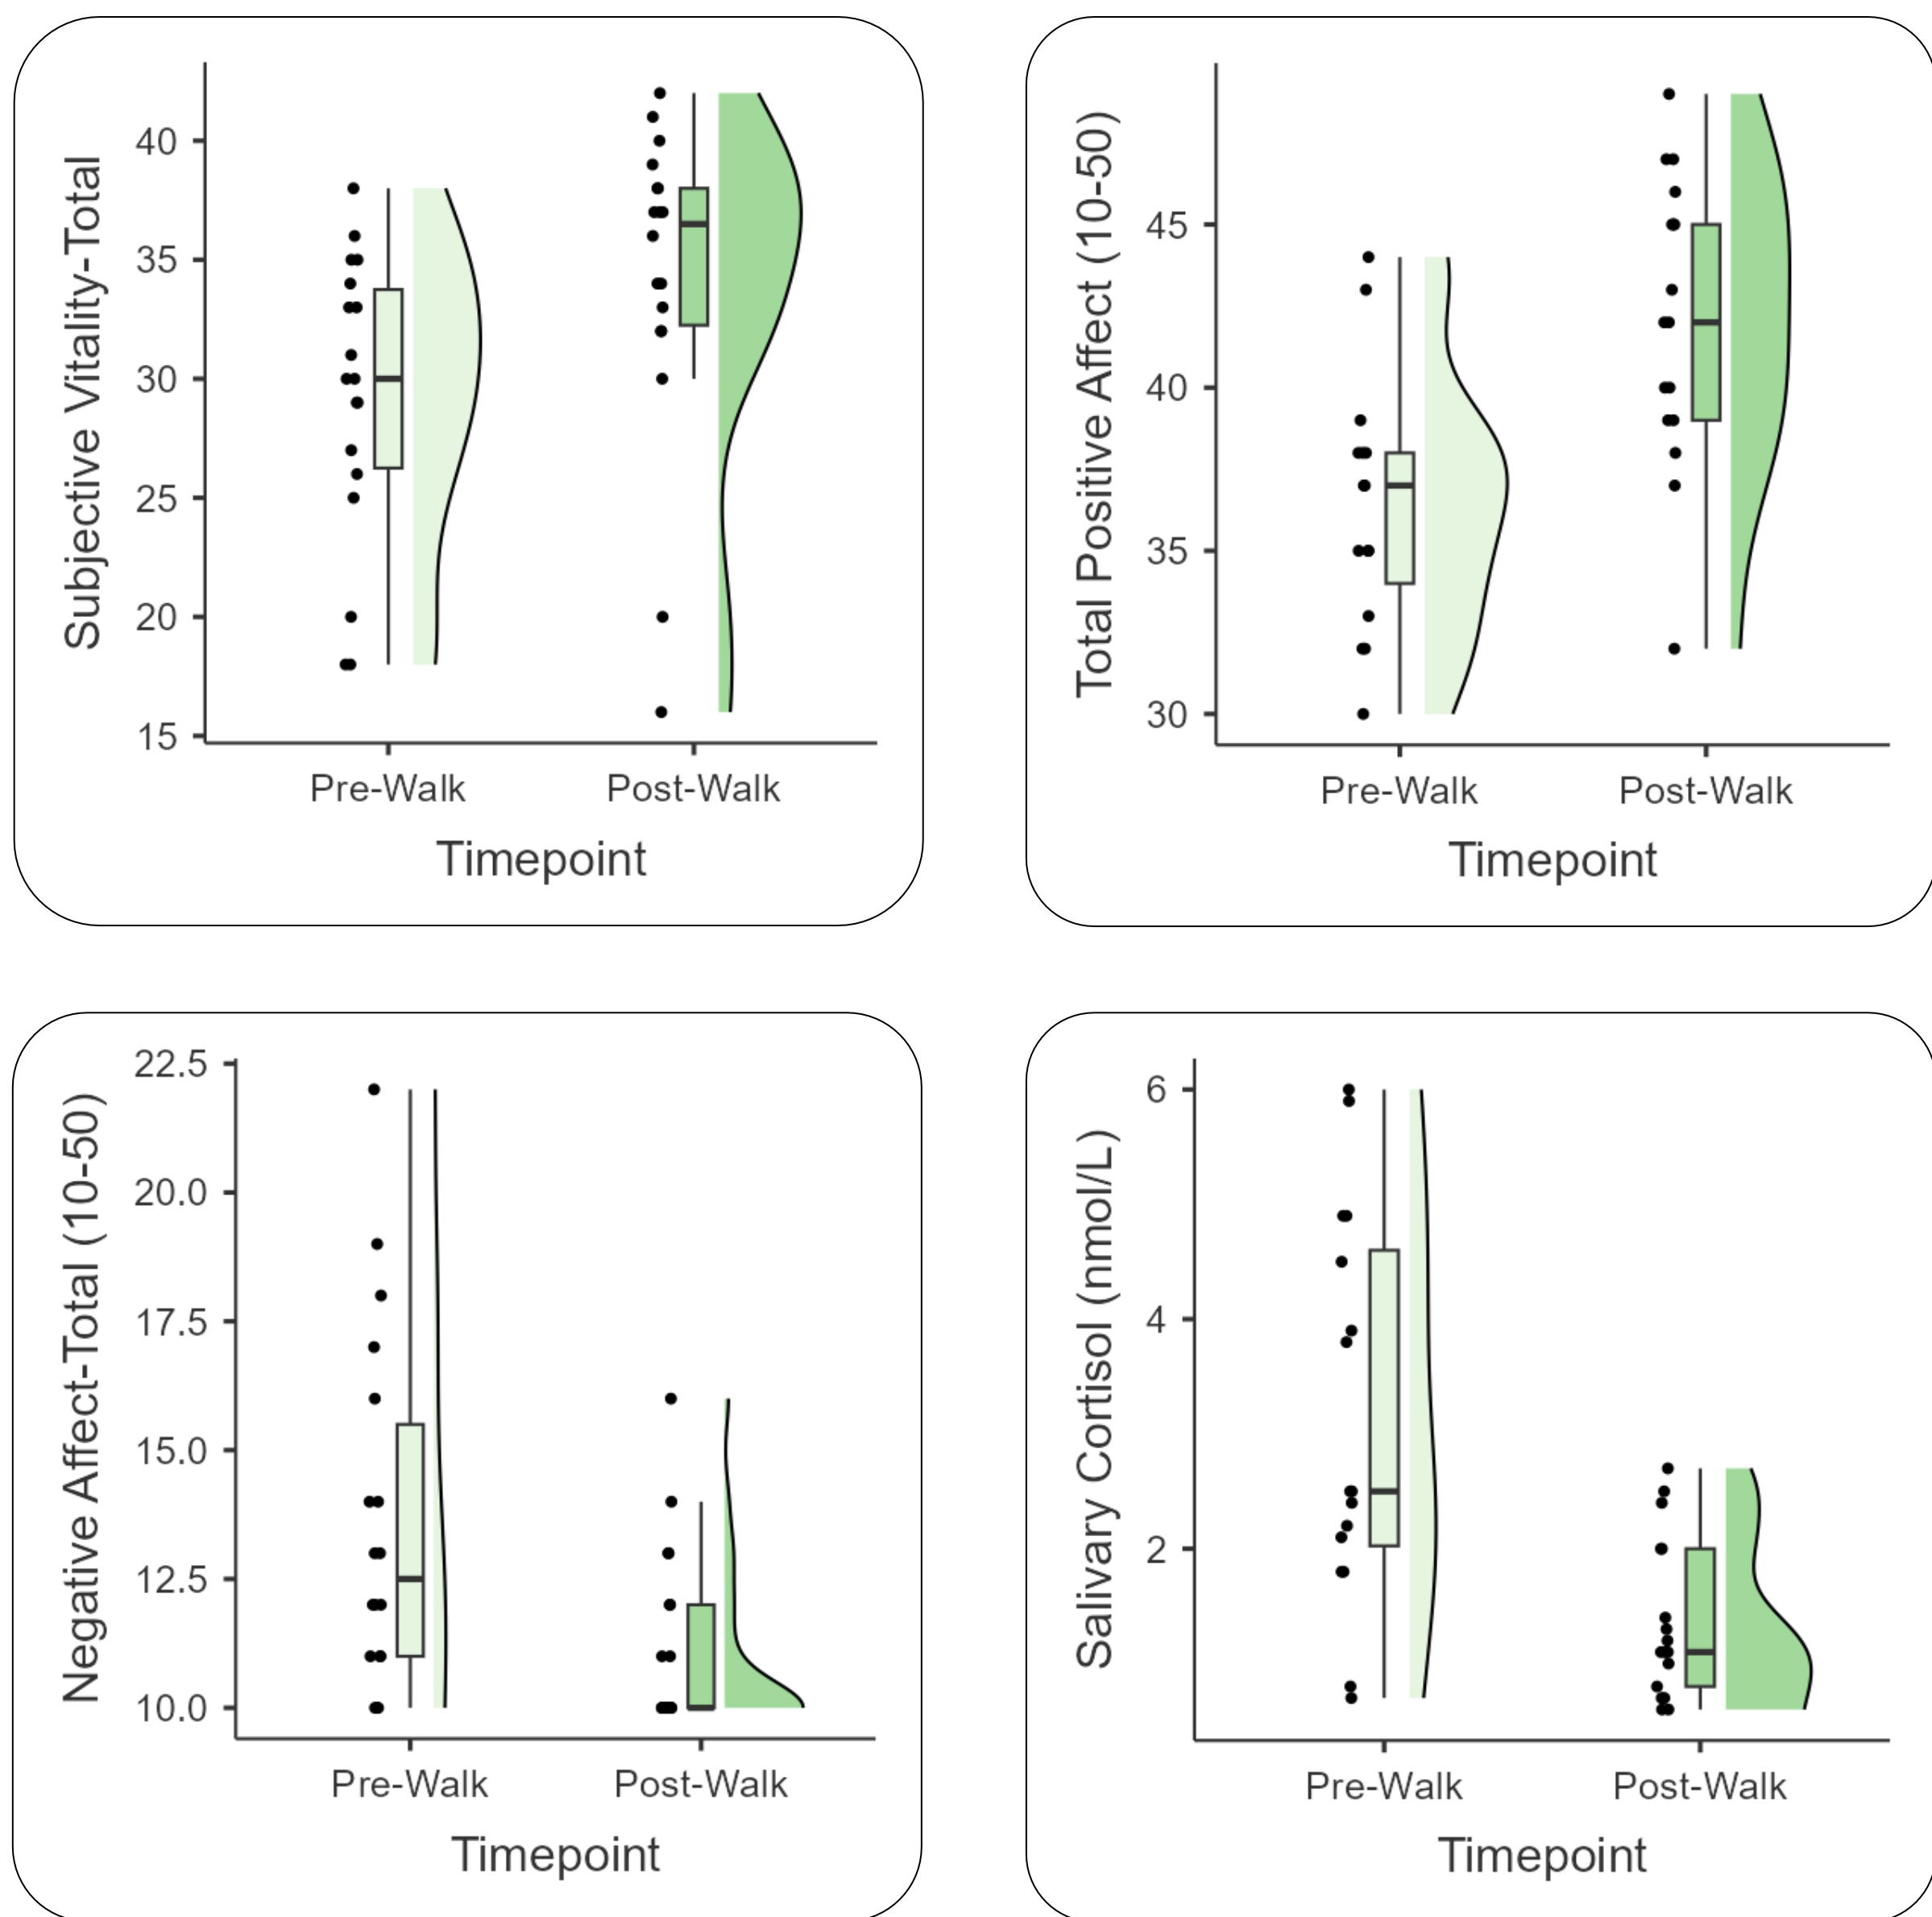 Subjective Vitality-Total
40
35
30
25
20
15
Pre-Walk Post-Walk
Timepoint
Total Positive Affect (10-50)
45
40
35
30
Pre-Walk Post-Walk
Timepoint
Negative Affect-Total (10-50)
22.5
20.0
17.5
15.0
12.5
10.0
Pre-Walk Post-Walk
Timepoint
Salivary Cortisol (nmol/L)
6
4
2
Pre-Walk Post-Walk
Timepoint